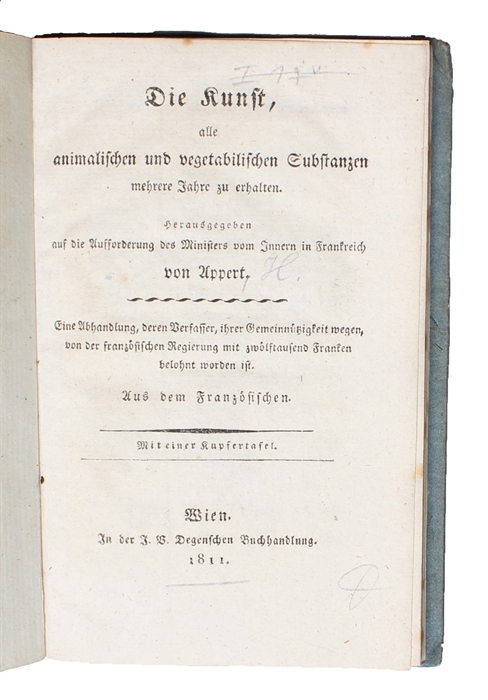 Die Kunst,
alle
animalischen und vegetabilischen Substanzen
mehrere Jahre zu erhalten.
Herausgegeben
auf die Aufforderung des Ministers vom Innern in Frankreich
von Appert, H.
Eine Abhandlung, deren Verfasser, ihrer Gemeinnützigkeit wegen,
von der französischen Regierung mit zwölftausend Franken
belohnt worden ist.
Aus dem Französischen.
Mit einer Kupfertafel.
Wien.
In der J. V. Degenschen Buchhandlung.
1811.